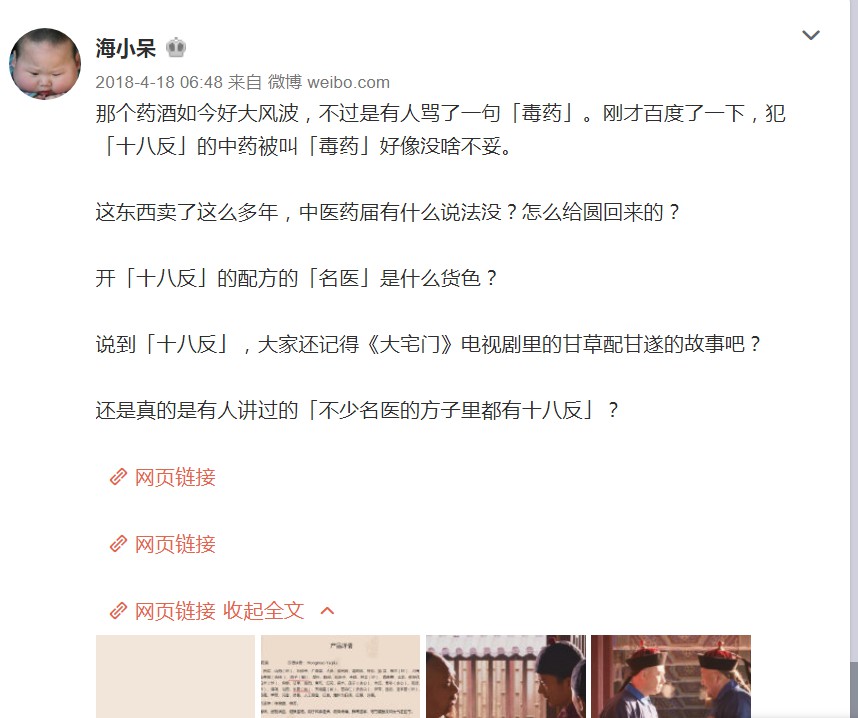 海小呆
2018-4-18 06:48 来自 微博 weibo.com
那个药酒如今好大风波，不过是有人骂了一句「毒药」。刚才百度了一下，犯
「十八反」的中药被叫「毒药」好像没啥不妥。
这东西卖了这么多年，中医药届有什么说法没？怎么给圆回来的？
开「十八反」的配方的「名医」是什么货色？
说到「十八反」，大家还记得《大宅门》电视剧里的甘草配甘遂的故事吧？
还是真的是有人讲过的「不少名医的方子里都有十八反」？
网页链接
网页链接
网页链接 收起全文